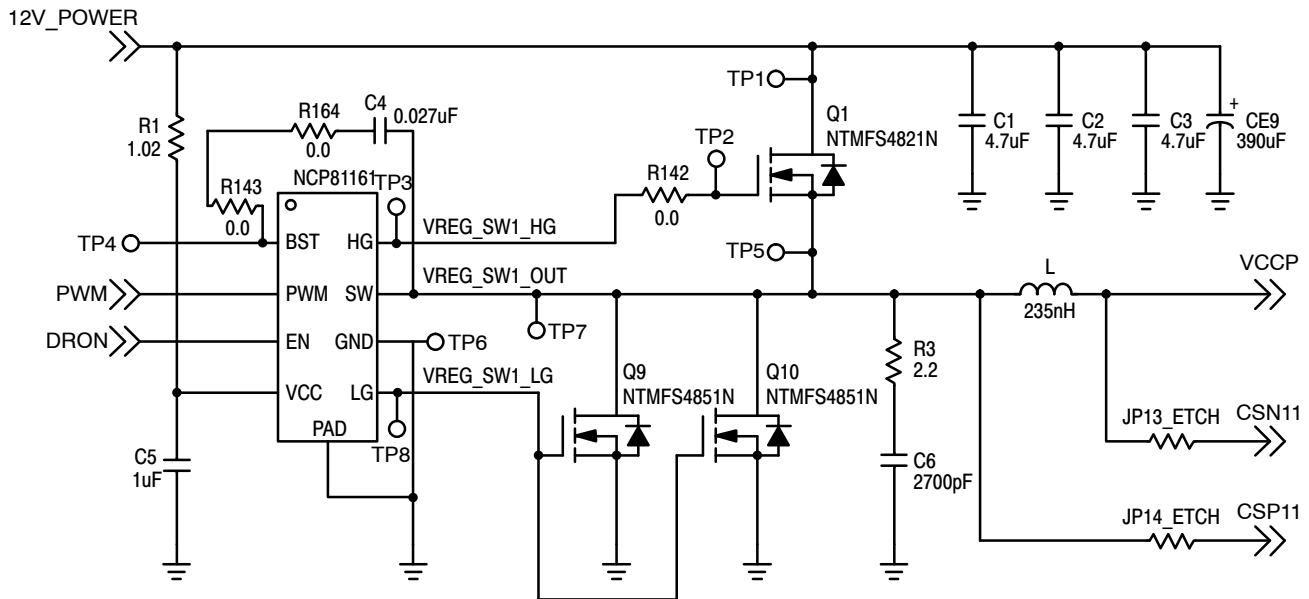 12V_POWER
TP1
R1
1.02
R164
0.0
C4
0.027uF
Q1
NTMFS4821N
C1
4.7uF
C2
4.7uF
C3
4.7uF
+
CE9
390uF
TP2
R143
0.0
NCP81161
TP3
R142
0.0
TP4
BST
HG
VREG_SW1_HG
TP5
PWM
PWM
SW
VREG_SW1_OUT
L
235nH
VCCP
DRON
EN
GND
TP6
TP7
VCC
LG
VREG_SW1_LG
PAD
TP8
Q9
NTMFS4851N
Q10
NTMFS4851N
R3
2.2
C5
1uF
C6
2700pF
JP13_ETCH
CSN11
JP14_ETCH
CSP11